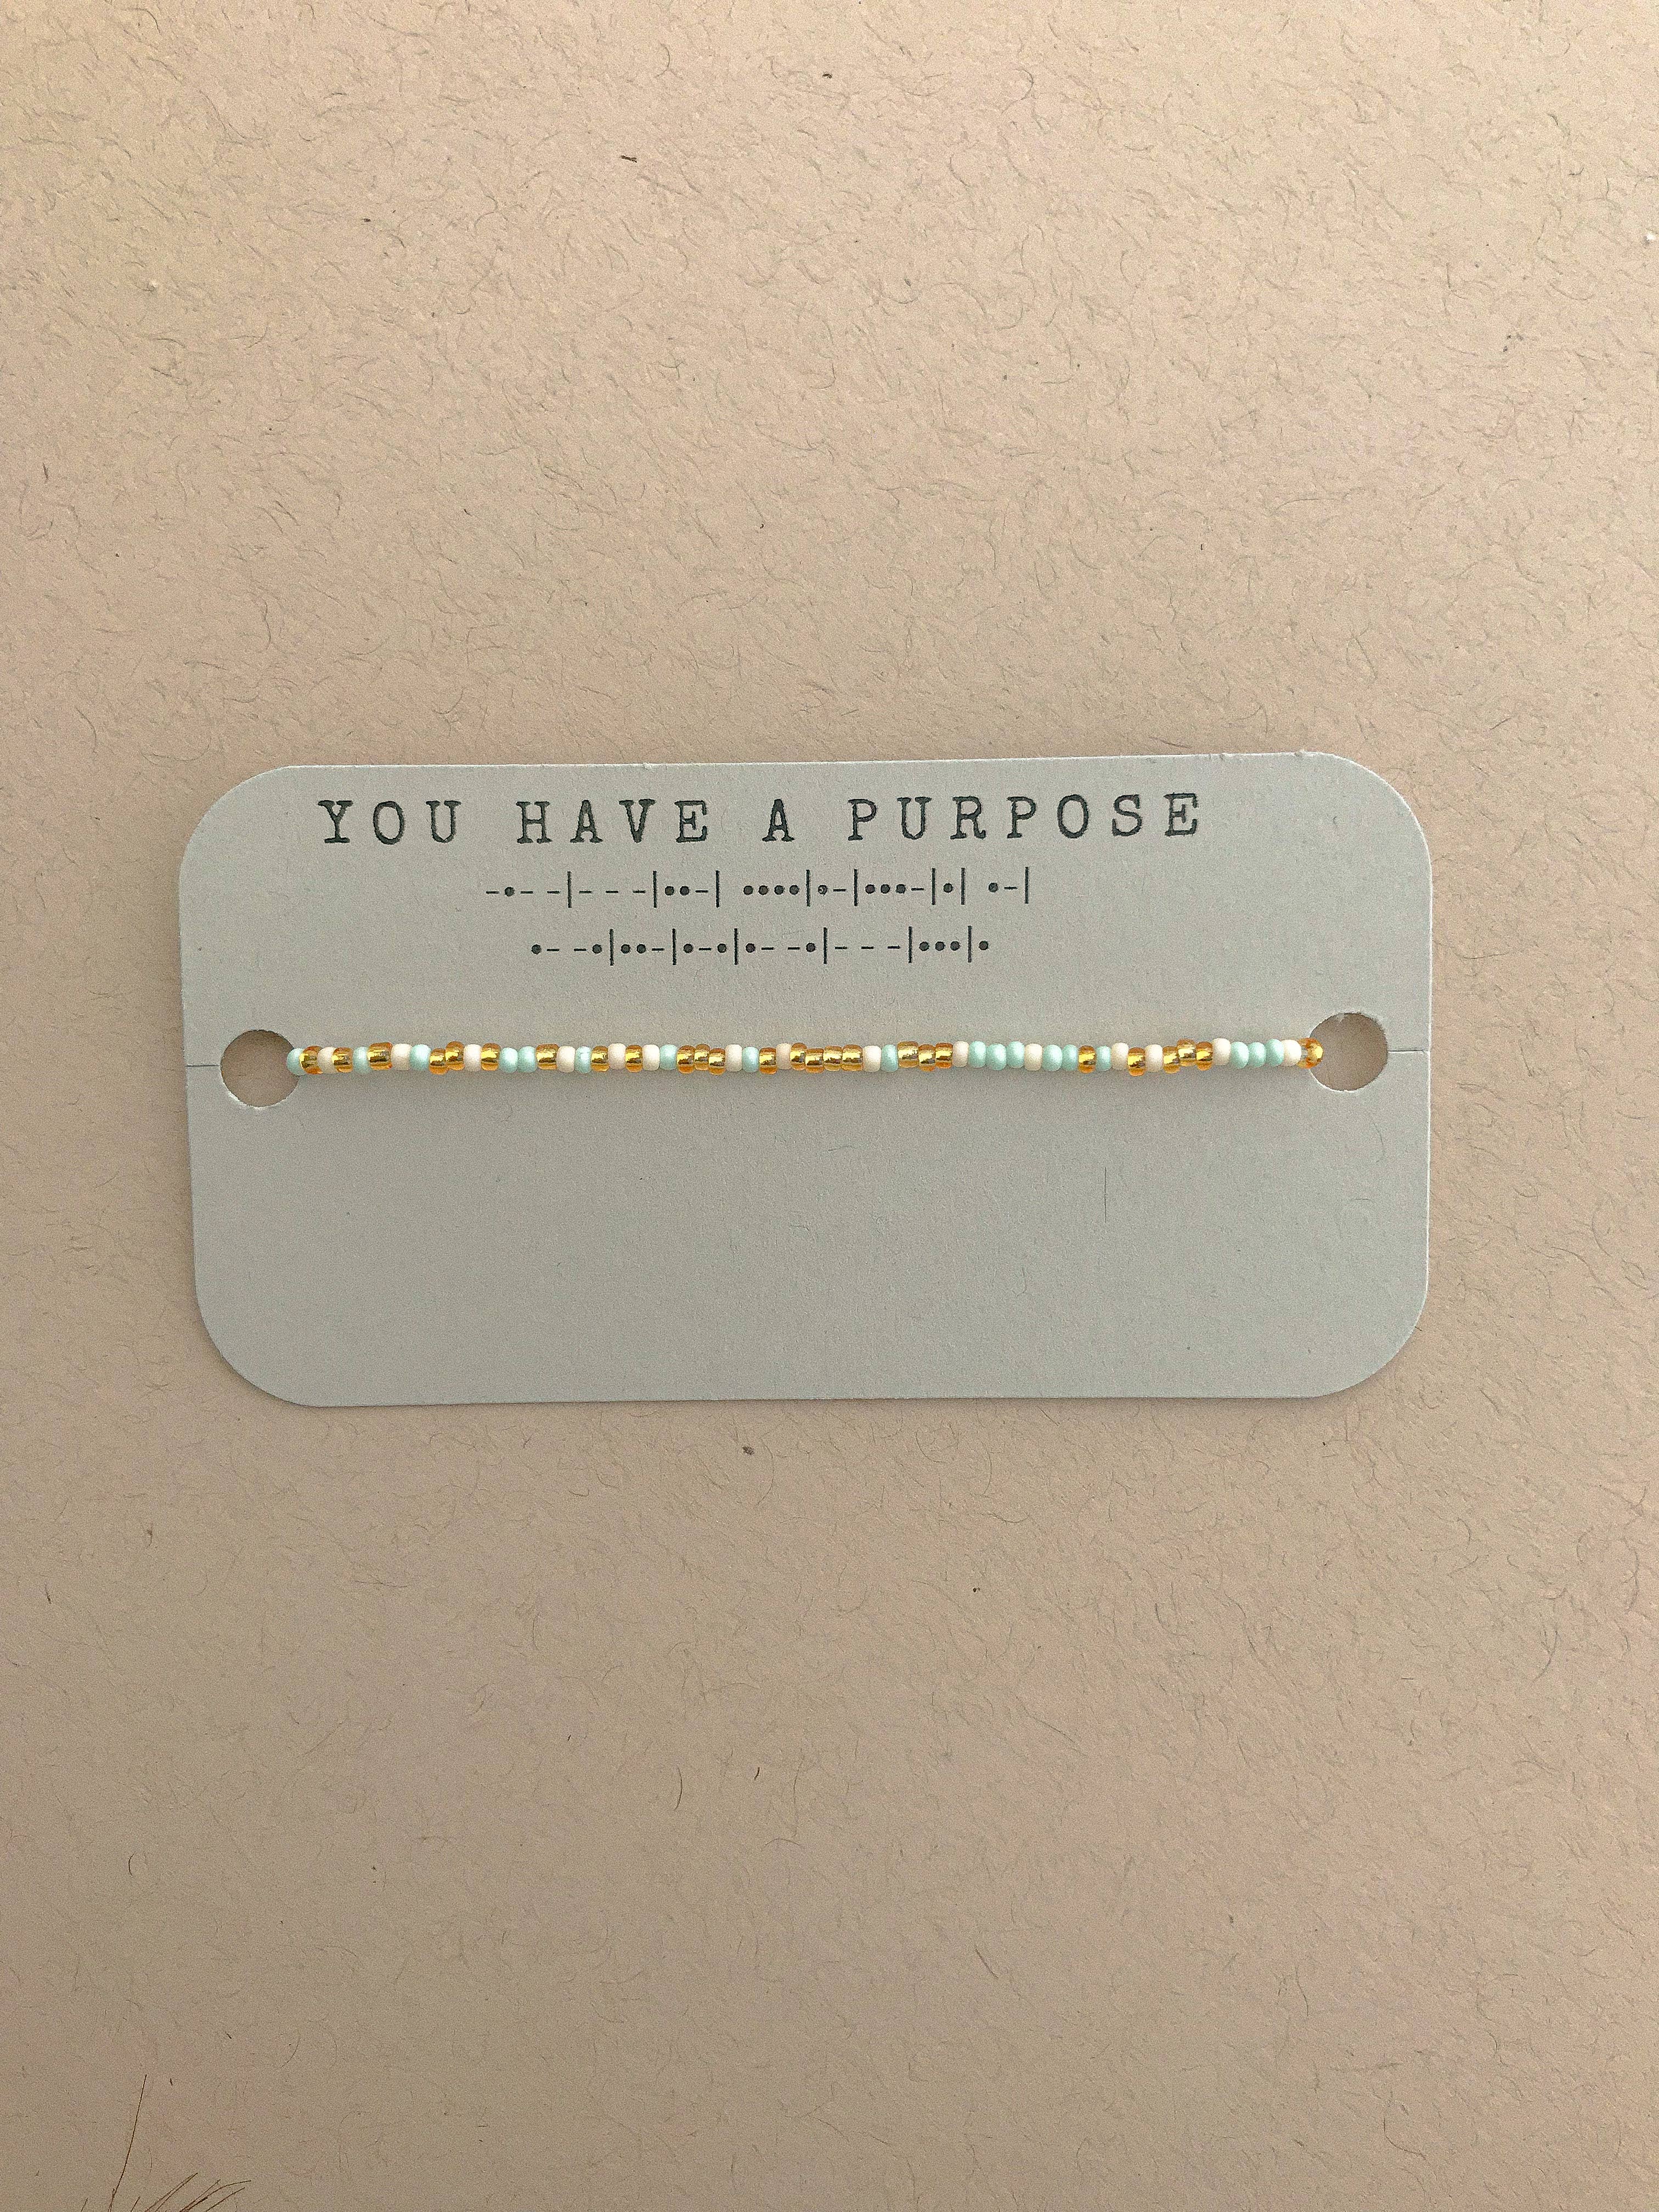 YOU HAVE A PURPOSE
-•- -|- - -|••-| ••••|•-|•••-|•| •-|
•- -•|••-|•-•|•- -•|- - -|•••|•